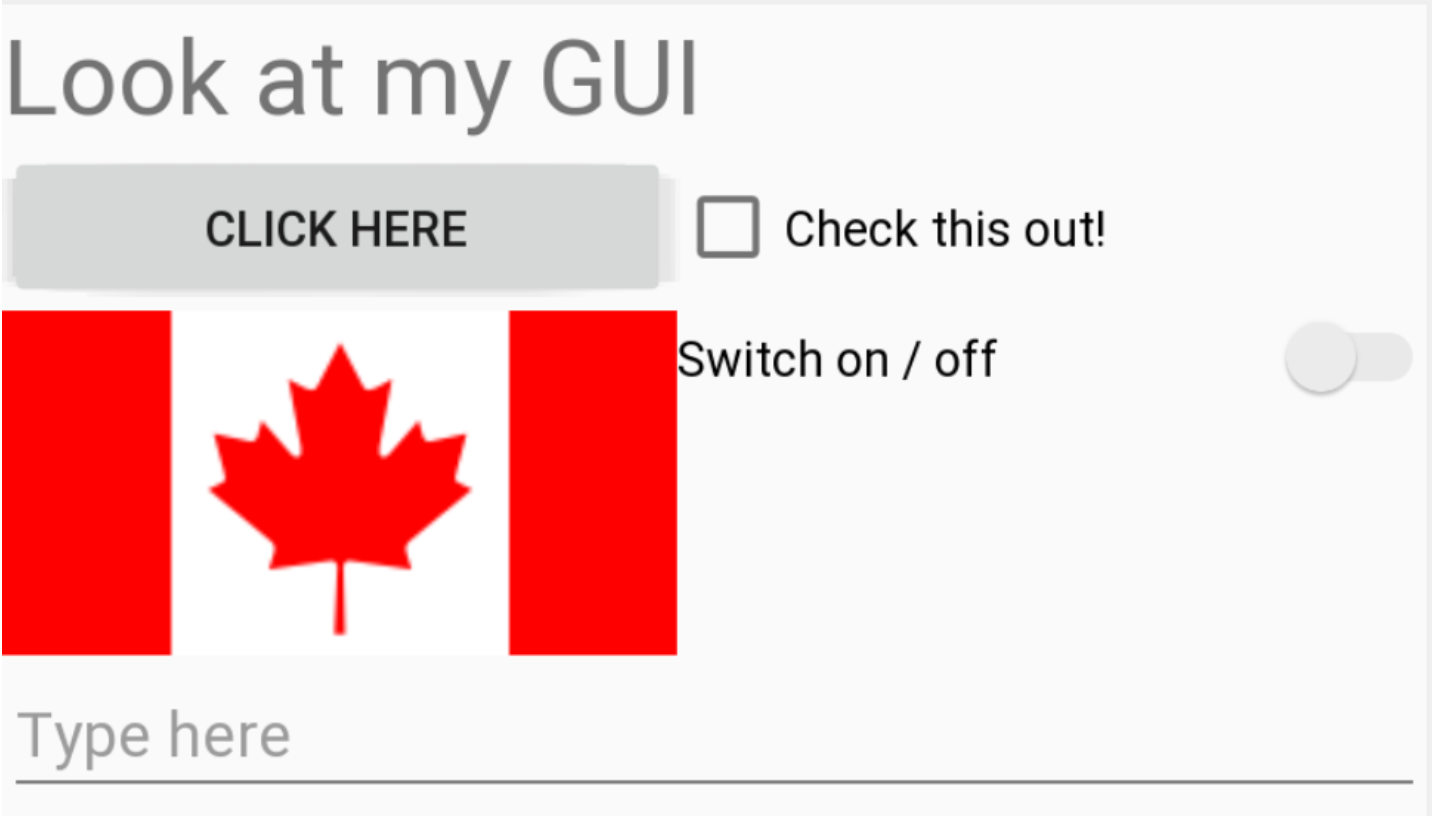 Look at my GUI
CLICK HERE
Check this out!
Switch on / off
Type here